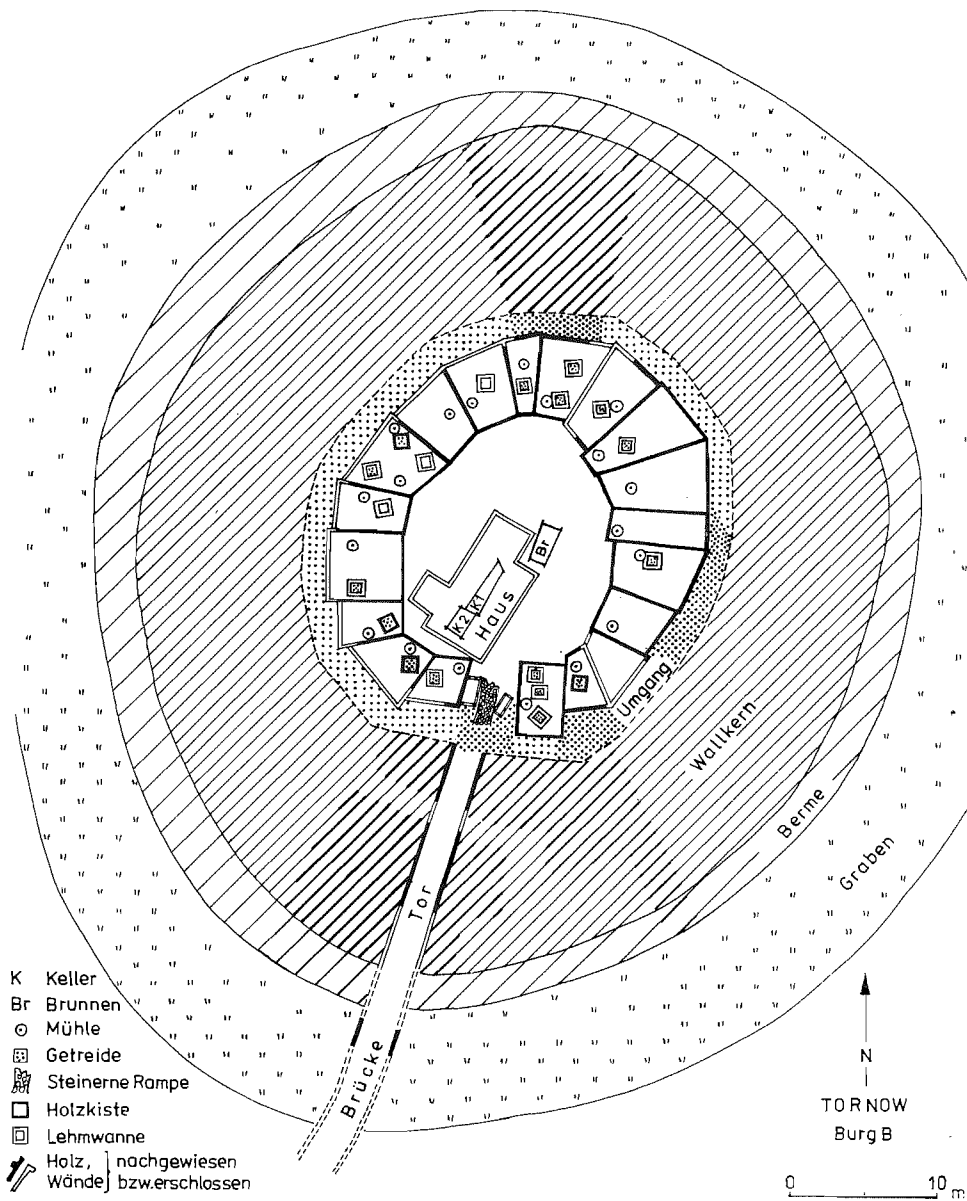 Br
K1
K2
Haus
Umgang
Wallkern
Berme
Graben
Tor
Brücke
K Keller
Br Brunnen
Mühle
Getreide
Steinerne Rampe
Holzkiste
Lehmwanne
Holz, nachgewiesen
Wände bzw.erschlossen
N
TORNOW
Burg B
0 10 m